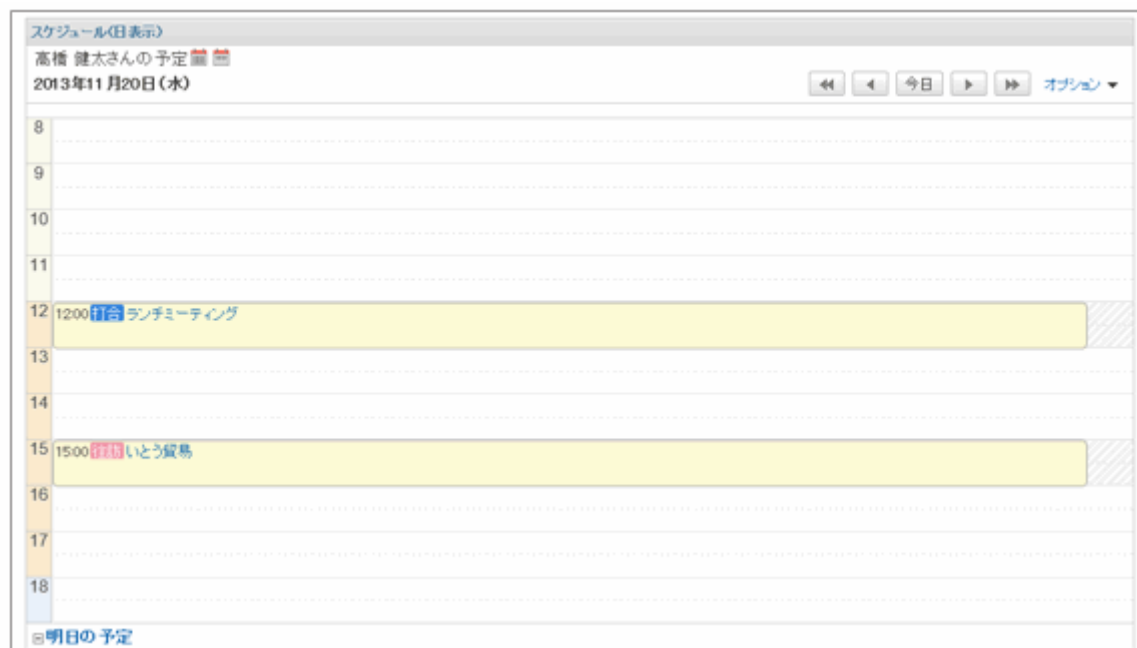 スケジュール(日表示)
高橋 健太さんの予定
2013年11月20日(水)
今日
オプション
8
9
10
11
12
12:00 打合 ランチミーティング
13
14
15
15:00 往訪 いとう貿易
16
17
18
明日の予定